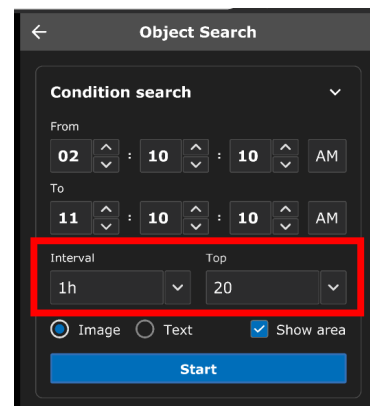 Object Search
Condition search
From
02 : 10 : 10 AM
To
11 : 10 : 10 AM
Interval Top
1h 20
Image Text Show area
Start